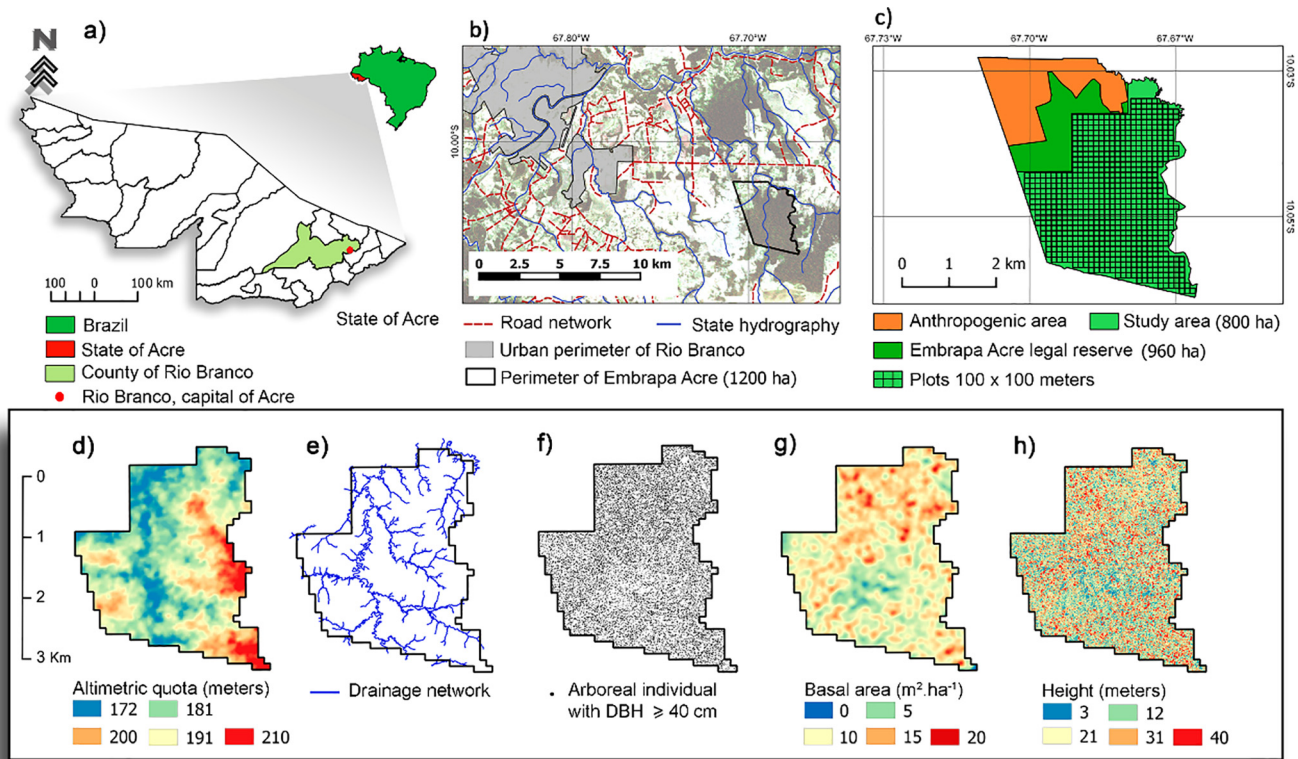 N
a)
100 0 100 km
State of Acre
Brazil
State of Acre
County of Rio Branco
Rio Branco, capital of Acre
b)
67.80°W 67.70°W
10.00°S
0 2.5 5 7.5 10 km
Road network State hydrography
Urban perimeter of Rio Branco
Perimeter of Embrapa Acre (1200 ha)
c)
67.73°W 67.70°W 67.67°W
10.03°S
10.05°S
0 1 2 km
Anthropogenic area Study area (800 ha)
Embrapa Acre legal reserve (960 ha)
Plots 100 x 100 meters
d)
0
1
2
3 Km
Altimetric quota (meters)
172 181
200 191 210
e)
Drainage network
f)
Arboreal individual
with DBH ⩾ 40 cm
g)
Basal area (m².ha⁻¹)
0 5
10 15 20
h)
Height (meters)
3 12
21 31 40